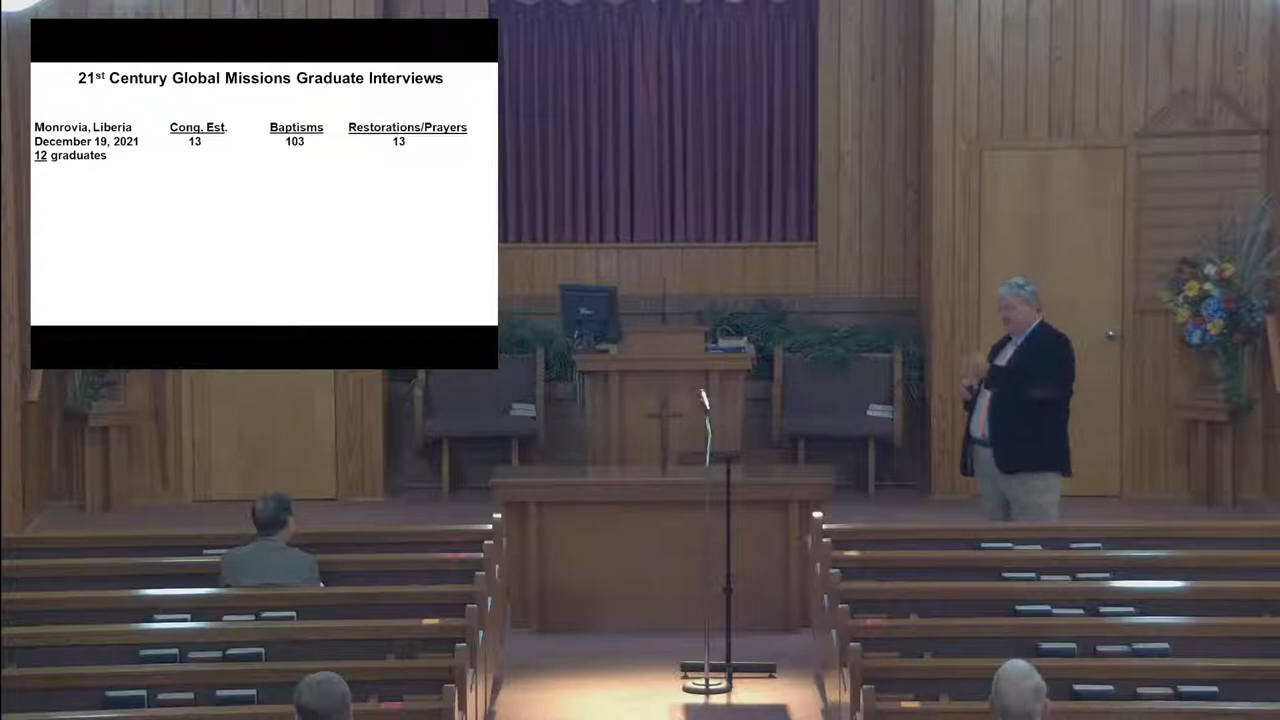 21st Century Global Missions Graduate Interviews
Monrovia, Liberia Cong. Est. Baptisms Restorations/Prayers
December 19, 2021 13 103 13
12 graduates